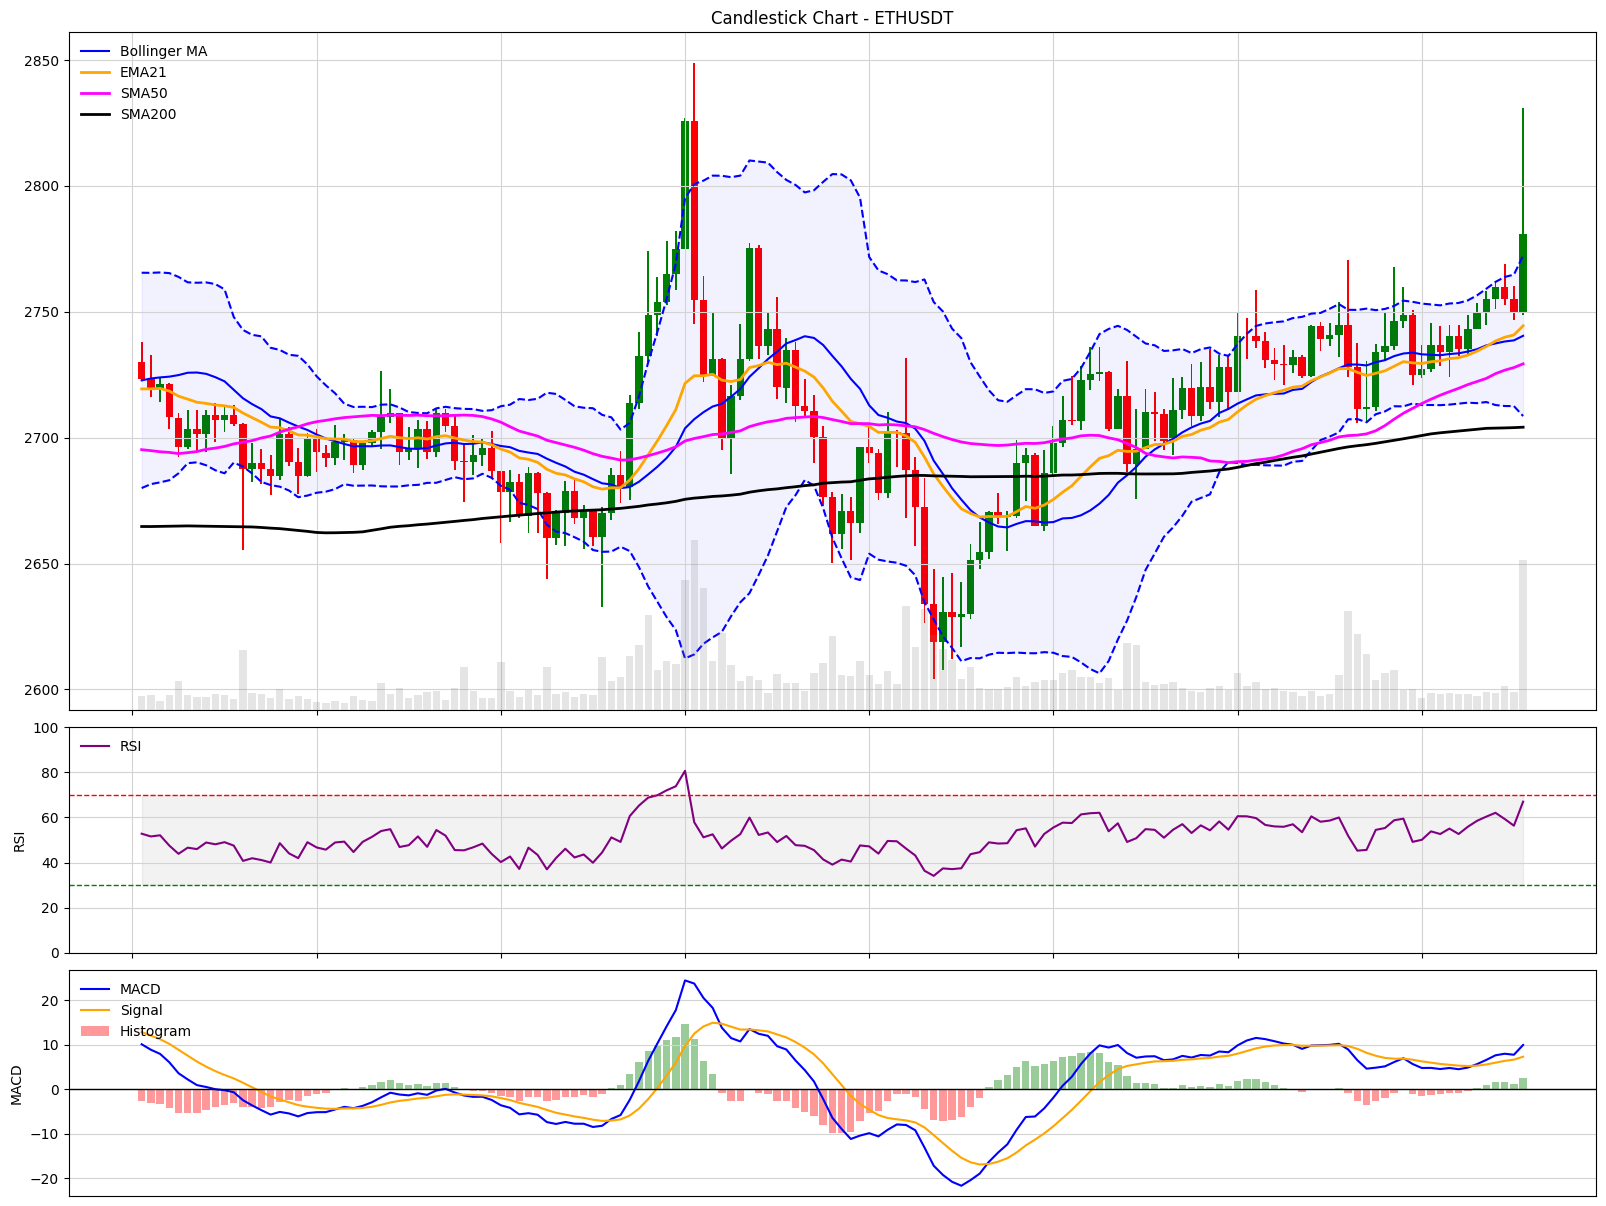 Candlestick Chart - ETHUSDT
Bollinger MA
EMA21
SMA50
SMA200
2850
2800
2750
2700
2650
2600
RSI
100
80
60
40
20
0
RSI
MACD
Signal
Histogram
20
10
0
−10
−20
MACD